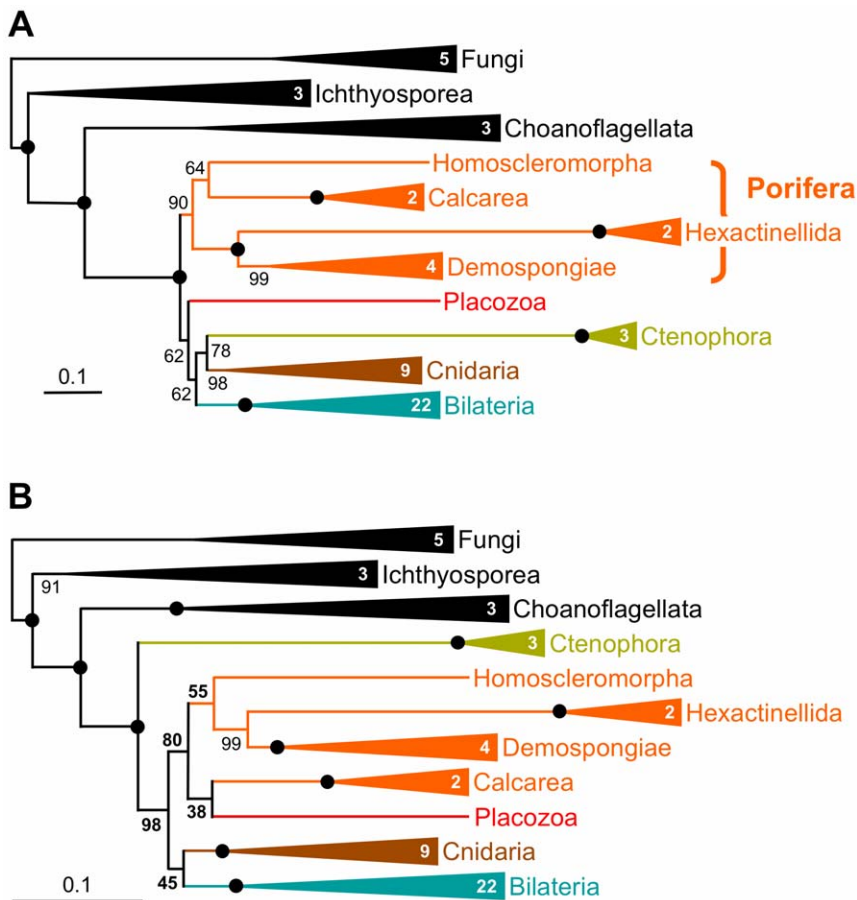 A
5 Fungi
3 Ichthyosporea
3 Choanoflagellata
64 Homoscleromorpha
90 2 Calcarea Porifera
2 Hexactinellida
4 Demospongiae
99
Placozoa
3 Ctenophora
62 78
0.1 9 Cnidaria
62 98
22 Bilateria
B
5 Fungi
3 Ichthyosporea
91
3 Choanoflagellata
3 Ctenophora
55 Homoscleromorpha
2 Hexactinellida
80 99 4 Demospongiae
2 Calcarea
38 Placozoa
98
9 Cnidaria
0.1 45 22 Bilateria